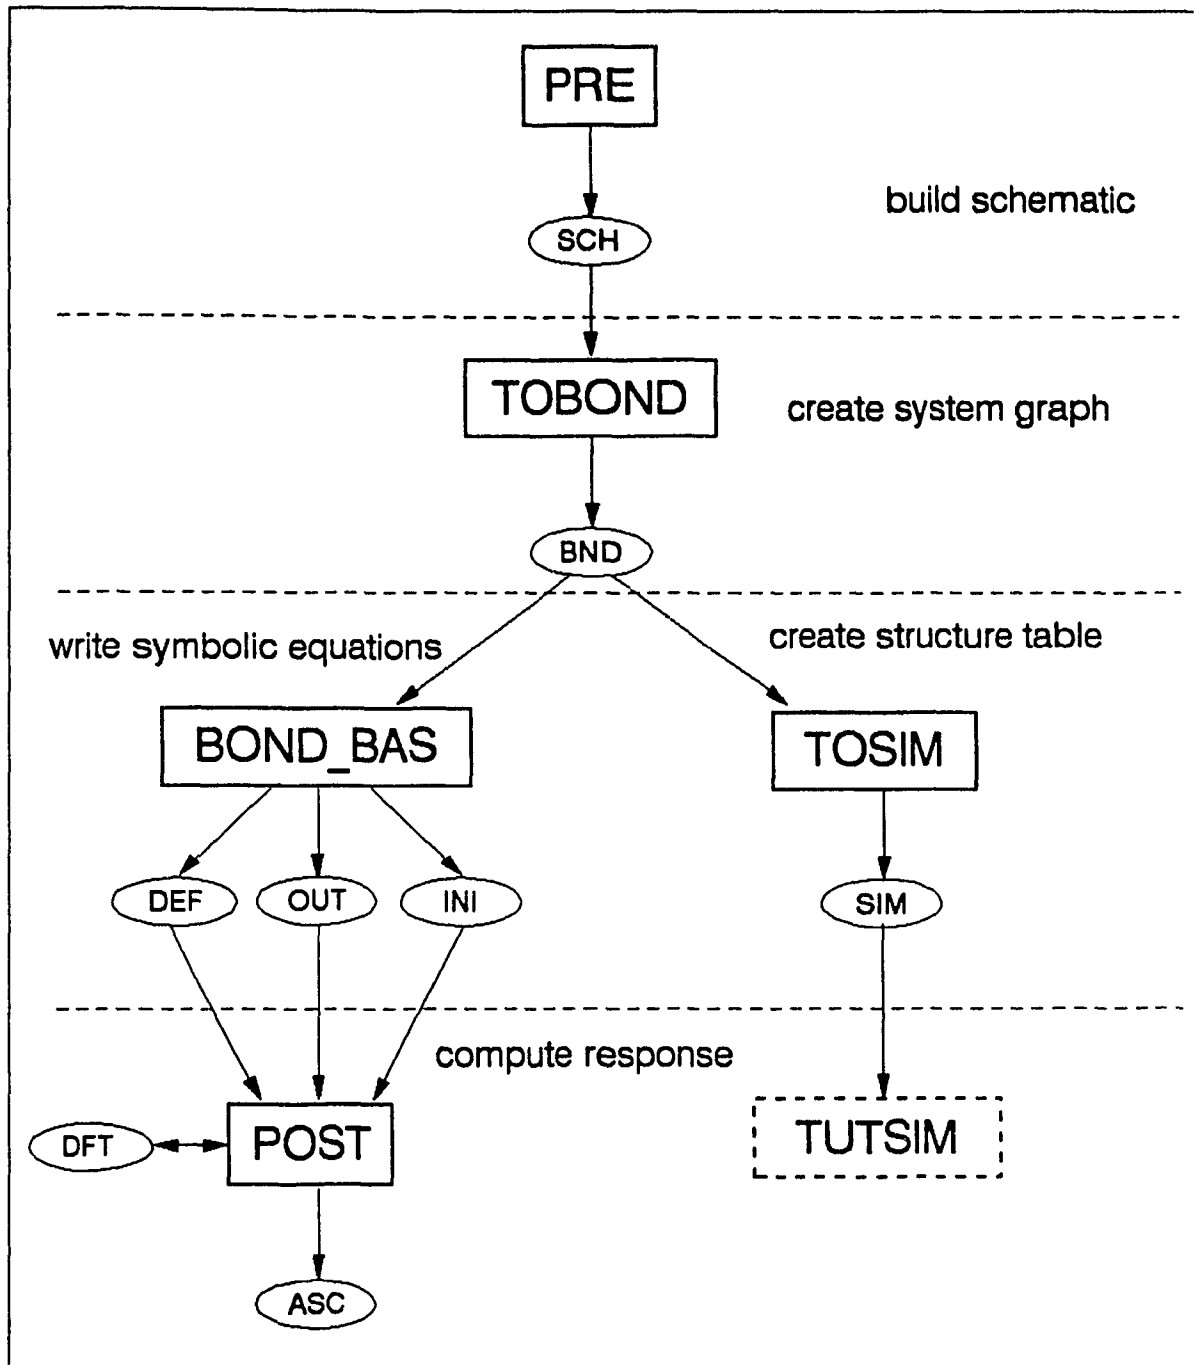 PRE
build schematic
SCH
TOBOND
create system graph
BND
write symbolic equations
create structure table
BOND_BAS
TOSIM
DEF
OUT
INI
SIM
compute response
DFT
POST
TUTSIM
ASC